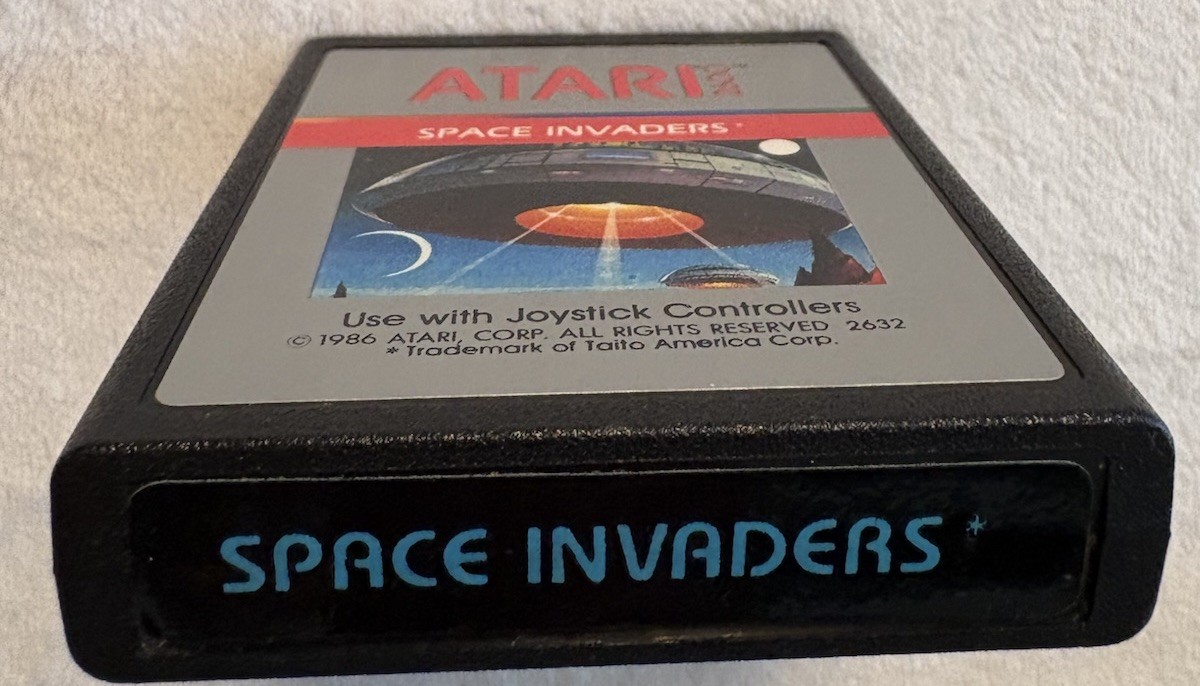 ATARI 2600™
SPACE INVADERS*
Use with Joystick Controllers
© 1986 ATARI, CORP. ALL RIGHTS RESERVED 2632
* Trademark of Taito America Corp.
SPACE INVADERS*